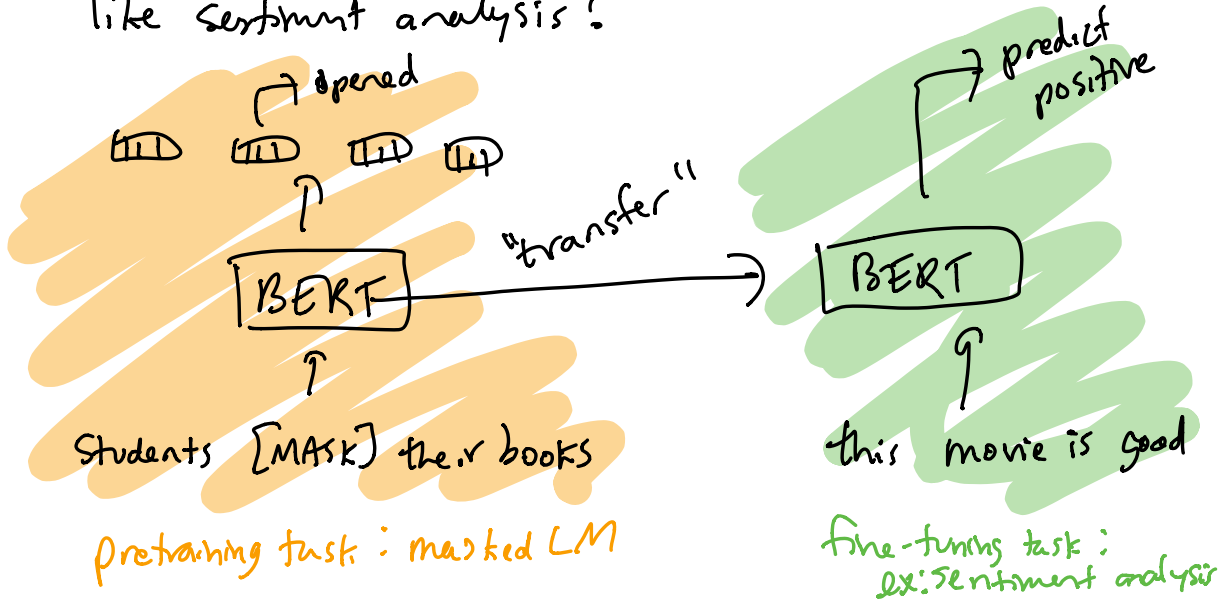 like sentiment analysis?
opened
predict
positive
"transfer"
BERT
BERT
Students [MASK] their books
this movie is good
pretraining task: masked LM
fine-tuning task:
ex: sentiment analysis